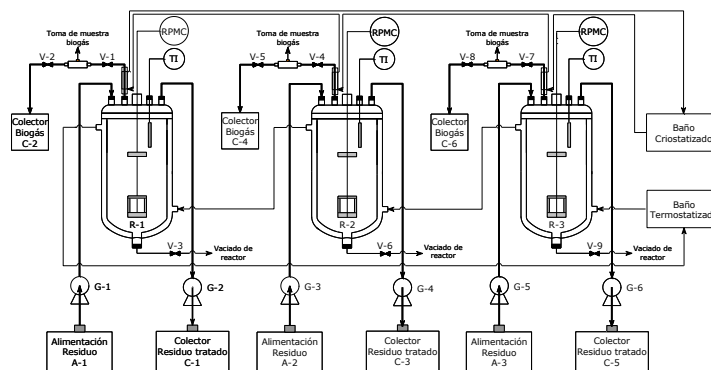 Toma de muestra
biogás
V-2
V-1
RPMC
TI
Colector
Biogás
C-2
R-1
V-3
Vaciado de
reactor
G-1
G-2
Alimentación
Residuo
A-1
Colector
Residuo tratado
C-1
Toma de muestra
biogás
V-5
V-4
RPMC
TI
Colector
Biogás
C-4
R-2
V-6
Vaciado de
reactor
G-3
G-4
Alimentación
Residuo
A-2
Colector
Residuo tratado
C-3
Toma de muestra
biogás
V-8
V-7
RPMC
TI
Colector
Biogás
C-6
R-3
V-9
Vaciado de
reactor
G-5
G-6
Alimentación
Residuo
A-3
Colector
Residuo tratado
C-5
Baño
Criostatizado
Baño
Termostatizado